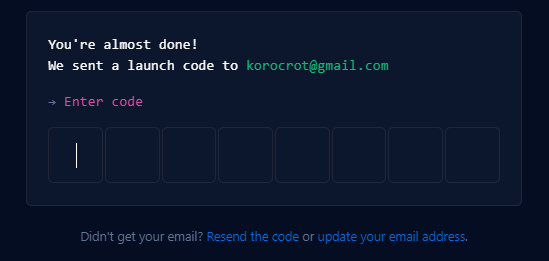 You're almost done!
We sent a launch code to korocrot@gmail.com
→ Enter code
Didn't get your email? Resend the code or update your email address.